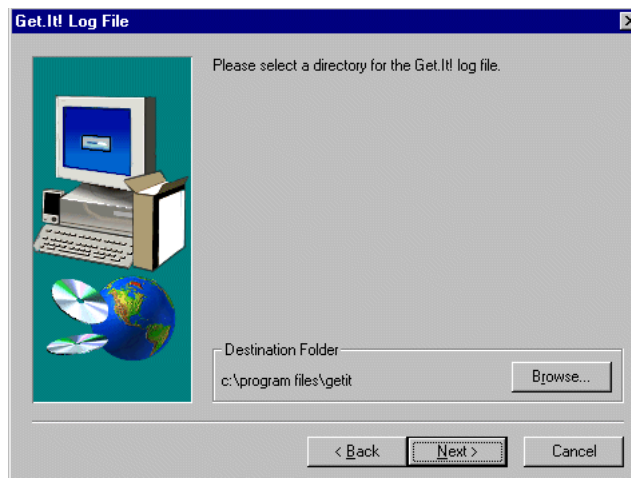 Get.It! Log File
Please select a directory for the Get.It! log file.
Destination Folder
c:\program files\getit
Browse...
< Back
Next >
Cancel